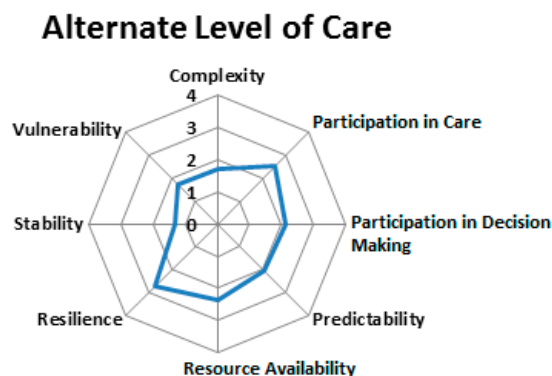 Alternate Level of Care
Complexity
4
3
2
1
0
Participation in Care
Participation in Decision
Making
Predictability
Resource Availability
Resilience
Stability
Vulnerability